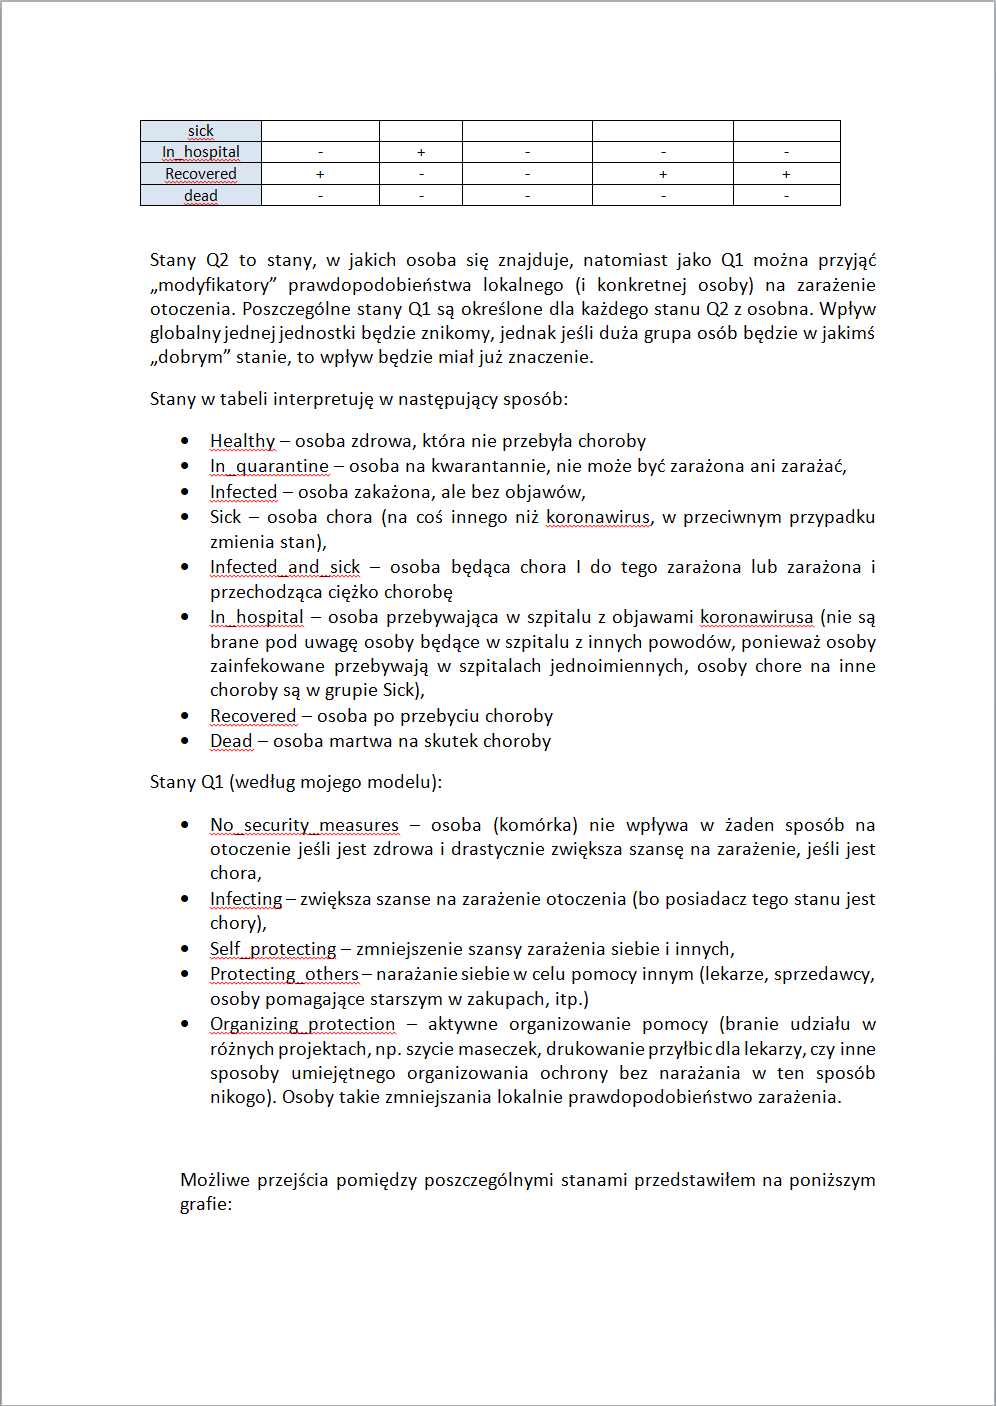 sick
In_hospital - + - - -
Recovered + - - + +
dead - - - - -
Stany Q2 to stany, w jakich osoba się znajduje, natomiast jako Q1 można przyjąć
„modyfikatory” prawdopodobieństwa lokalnego (i konkretnej osoby) na zarażenie
otoczenia. Poszczególne stany Q1 są określone dla każdego stanu Q2 z osobna. Wpływ
globalny jednej jednostki będzie znikomy, jednak jeśli duża grupa osób będzie w jakimś
„dobrym” stanie, to wpływ będzie miał już znaczenie.
Stany w tabeli interpretuję w następujący sposób:
• Healthy – osoba zdrowa, która nie przebyła choroby
• In_quarantine – osoba na kwarantannie, nie może być zarażona ani zarażać,
• Infected – osoba zakażona, ale bez objawów,
• Sick – osoba chora (na coś innego niż koronawirus, w przeciwnym przypadku
zmienia stan),
• Infected_and_sick – osoba będąca chora I do tego zarażona lub zarażona i
przechodząca ciężko chorobę
• In_hospital – osoba przebywająca w szpitalu z objawami koronawirusa (nie są
brane pod uwagę osoby będące w szpitalu z innych powodów, ponieważ osoby
zainfekowane przebywają w szpitalach jednoimiennych, osoby chore na inne
choroby są w grupie Sick),
• Recovered – osoba po przebyciu choroby
• Dead – osoba martwa na skutek choroby
Stany Q1 (według mojego modelu):
• No_security_measures – osoba (komórka) nie wpływa w żaden sposób na
otoczenie jeśli jest zdrowa i drastycznie zwiększa szansę na zarażenie, jeśli jest
chora,
• Infecting – zwiększa szanse na zarażenie otoczenia (bo posiadacz tego stanu jest
chory),
• Self_protecting – zmniejszenie szansy zarażenia siebie i innych,
• Protecting_others – narażanie siebie w celu pomocy innym (lekarze, sprzedawcy,
osoby pomagające starszym w zakupach, itp.)
• Organizing_protection – aktywne organizowanie pomocy (branie udziału w
różnych projektach, np. szycie maseczek, drukowanie przyłbic dla lekarzy, czy inne
sposoby umiejętnego organizowania ochrony bez narażania w ten sposób
nikogo). Osoby takie zmniejszania lokalnie prawdopodobieństwo zarażenia.
Możliwe przejścia pomiędzy poszczególnymi stanami przedstawiłem na poniższym
grafie: